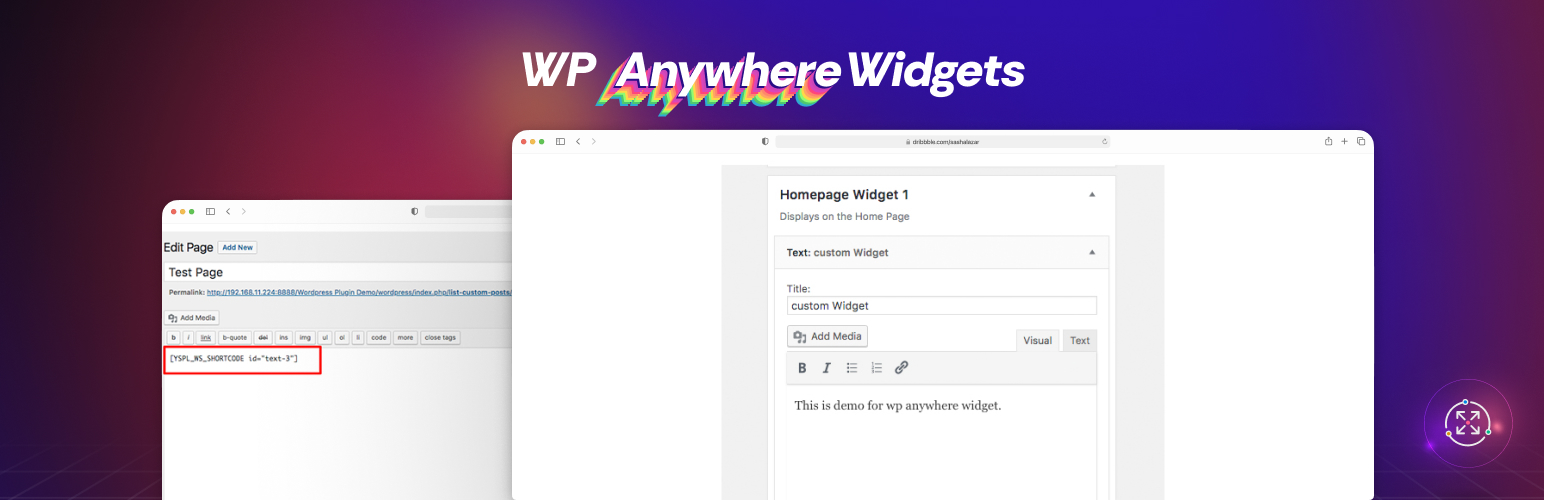 WP Anywhere Widgets
dribbble.com/sashalazar
Homepage Widget 1
Displays on the Home Page
Text: custom Widget
Title:
custom Widget
Add Media
Visual
Text
B I
This is demo for wp anywhere widget.
Edit Page Add New
Test Page
Permalink: http://192.168.11.224:8888/Wordpress Plugin Demo/wordpress/index.php/list-custom-posts/
Add Media
b i link b-quote del ins img ul ol li code more close tags
[YSPL_WS_SHORTCODE id="text-3"]